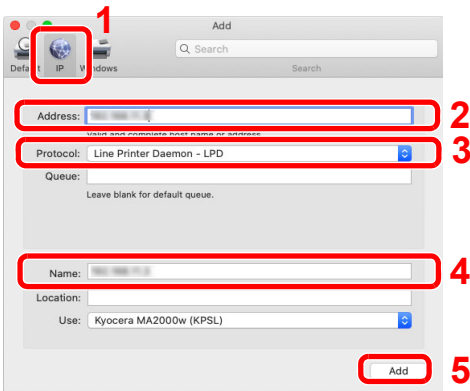 1
Add
Search
Default IP Windows
Search
Address:
2
Valid and complete host name or address.
Protocol: Line Printer Daemon - LPD
3
Queue:
Leave blank for default queue.
Name:
4
Location:
Use: Kyocera MA2000w (KPSL)
Add
5